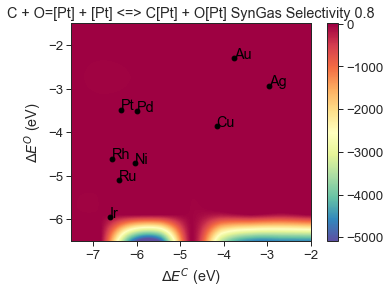 C + O=[Pt] + [Pt] <=> C[Pt] + O[Pt] SynGas Selectivity 0.8
−2
−3
−4
−5
−6
ΔE^O (eV)
Au
Ag
Pt
Pd
Cu
Rh
Ni
Ru
Ir
−7
−6
−5
−4
−3
−2
ΔE^C (eV)
0
−1000
−2000
−3000
−4000
−5000